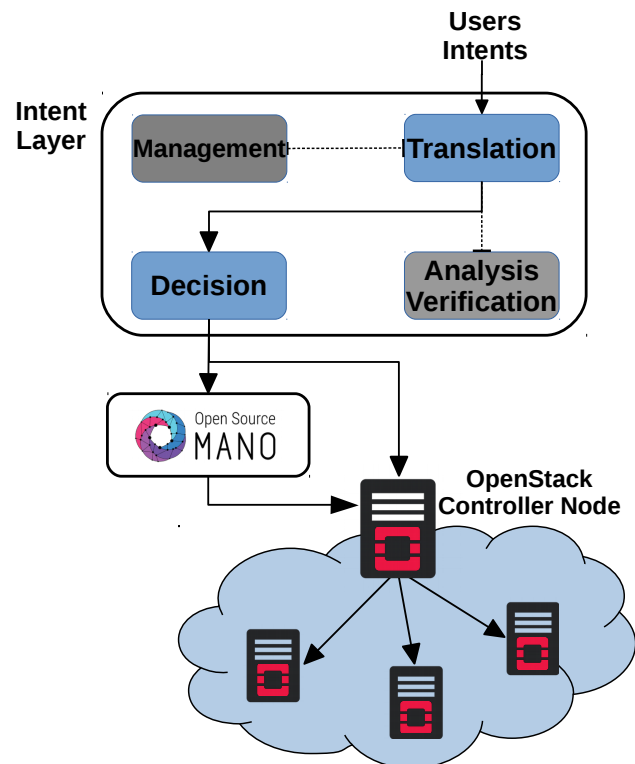 Users
Intents
Intent
Layer
Management
Translation
Decision
Analysis
Verification
Open Source
MANO
OpenStack
Controller Node